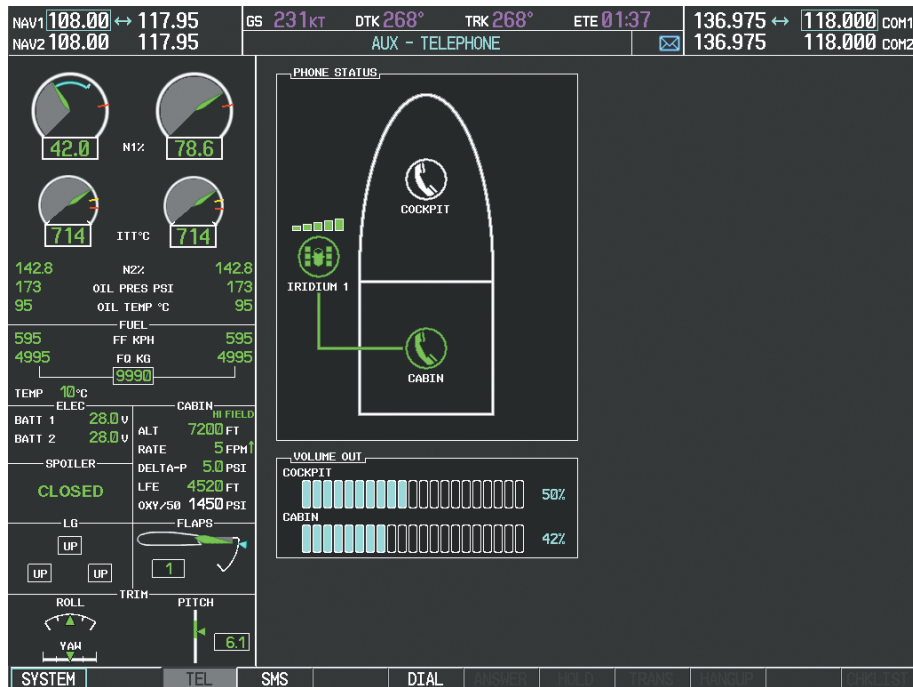 NAV1 108.00 ↔ 117.95 GS 231KT DTK 268° TRK 268° ETE 01:37 136.975 ↔ 118.000 COM1
NAV2 108.00 117.95 AUX - TELEPHONE 136.975 118.000 COM2
PHONE STATUS
42.0 N1% 78.6
COCKPIT
714 ITT°C 714
IRIDIUM 1
142.8 N2% 142.8
173 OIL PRES PSI 173
95 OIL TEMP °C 95
FUEL
595 FF KPH 595
4995 FQ KG 4995
9990
CABIN
TEMP 10°C
ELEC
BATT 1 28.0 V
BATT 2 28.0 V
CABIN
HI FIELD
ALT 7200 FT
RATE 5 FPM↑
DELTA-P 5.0 PSI
LFE 4520 FT
OXY/50 1450 PSI
SPOILER
CLOSED
VOLUME OUT
COCKPIT
50%
CABIN
42%
LG
UP
UP UP
FLAPS
1
TRIM
ROLL PITCH
YAW
6.1
SYSTEM TEL SMS DIAL ANSWER HOLD TRANS HANGUP CHKLIST